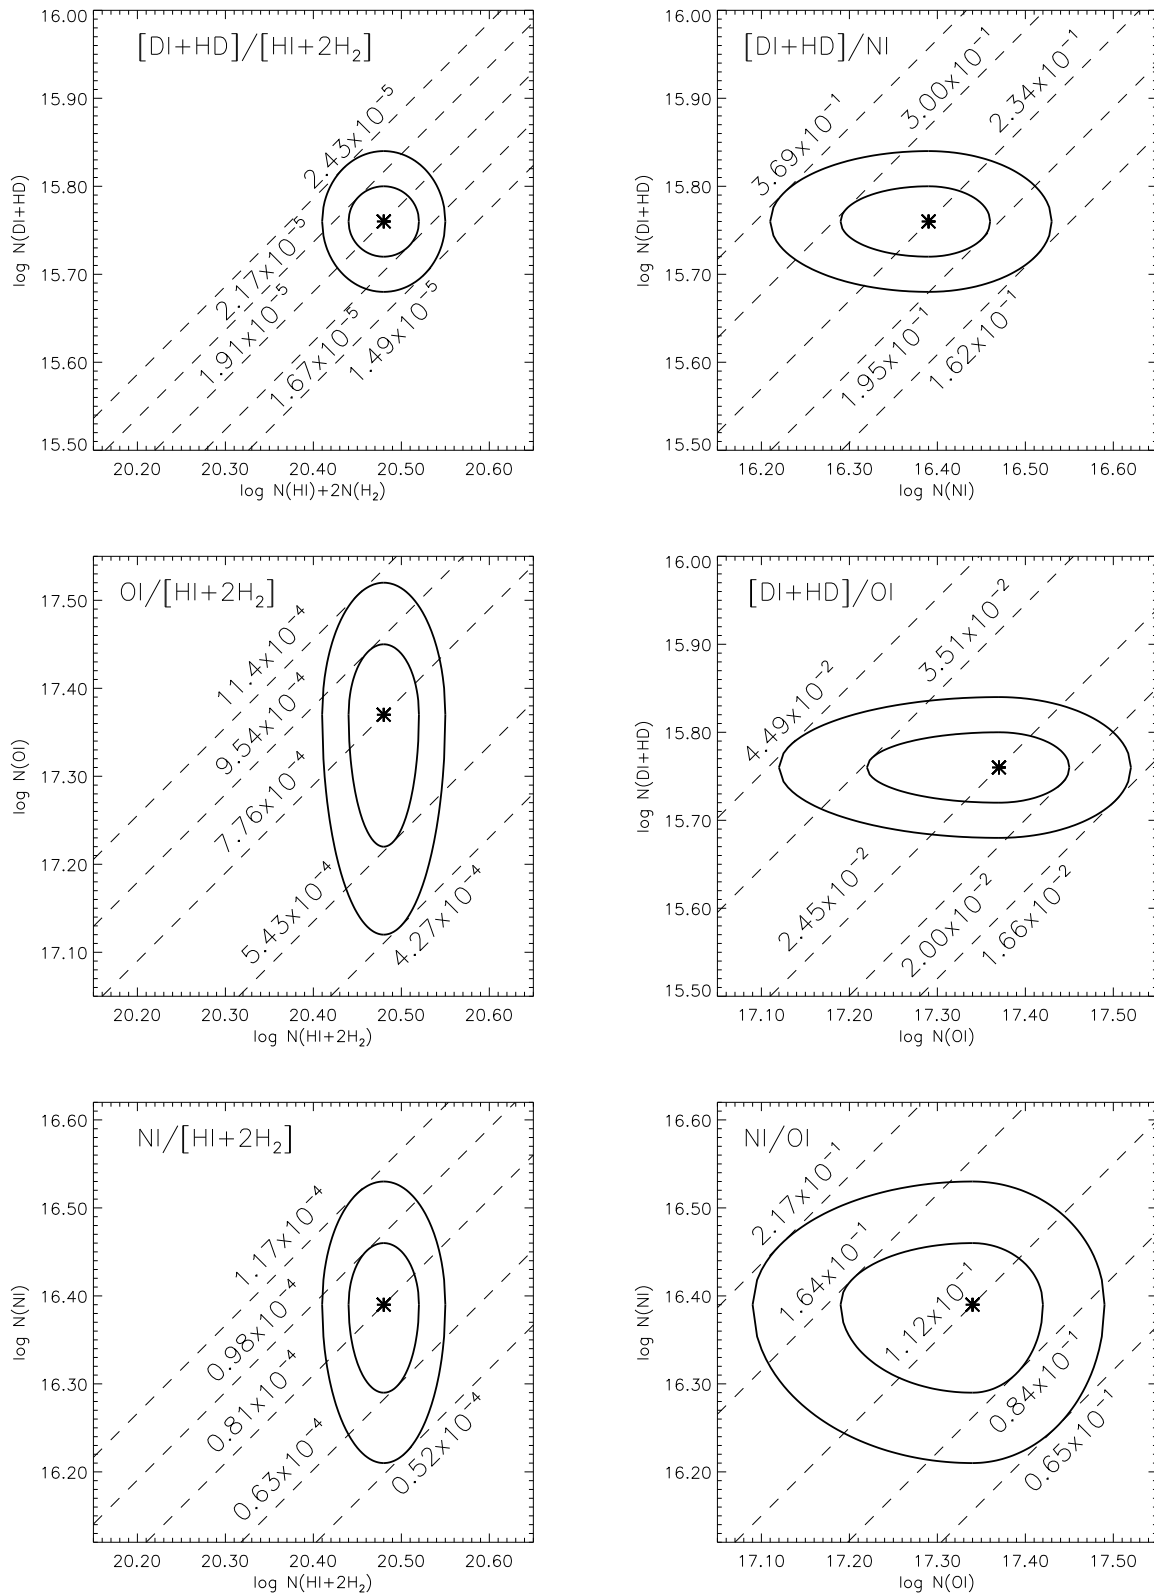 [DI+HD]/[HI+2H₂]
16.00
15.90
15.80
15.70
15.60
15.50
log N(DI+HD)
2.43x10⁻⁵
2.17x10⁻⁵
1.91x10⁻⁵
1.67x10⁻⁵
1.49x10⁻⁵
20.20 20.30 20.40 20.50 20.60
log N(HI)+2N(H₂)
[DI+HD]/NI
16.00
15.90
15.80
15.70
15.60
15.50
log N(DI+HD)
3.69x10⁻¹
3.00x10⁻¹
2.34x10⁻¹
1.95x10⁻¹
1.62x10⁻¹
16.20 16.30 16.40 16.50 16.60
log N(NI)
OI/[HI+2H₂]
17.50
17.40
17.30
17.20
17.10
log N(OI)
11.4x10⁻⁴
9.54x10⁻⁴
7.76x10⁻⁴
5.43x10⁻⁴
4.27x10⁻⁴
20.20 20.30 20.40 20.50 20.60
log N(HI+2H₂)
[DI+HD]/OI
16.00
15.90
15.80
15.70
15.60
15.50
log N(DI+HD)
4.49x10⁻²
3.51x10⁻²
2.45x10⁻²
2.00x10⁻²
1.66x10⁻²
17.10 17.20 17.30 17.40 17.50
log N(OI)
NI/[HI+2H₂]
16.60
16.50
16.40
16.30
16.20
log N(NI)
1.17x10⁻⁴
0.98x10⁻⁴
0.81x10⁻⁴
0.63x10⁻⁴
0.52x10⁻⁴
20.20 20.30 20.40 20.50 20.60
log N(HI+2H₂)
NI/OI
16.60
16.50
16.40
16.30
16.20
log N(NI)
2.17x10⁻¹
1.64x10⁻¹
1.12x10⁻¹
0.84x10⁻¹
0.65x10⁻¹
17.10 17.20 17.30 17.40 17.50
log N(OI)